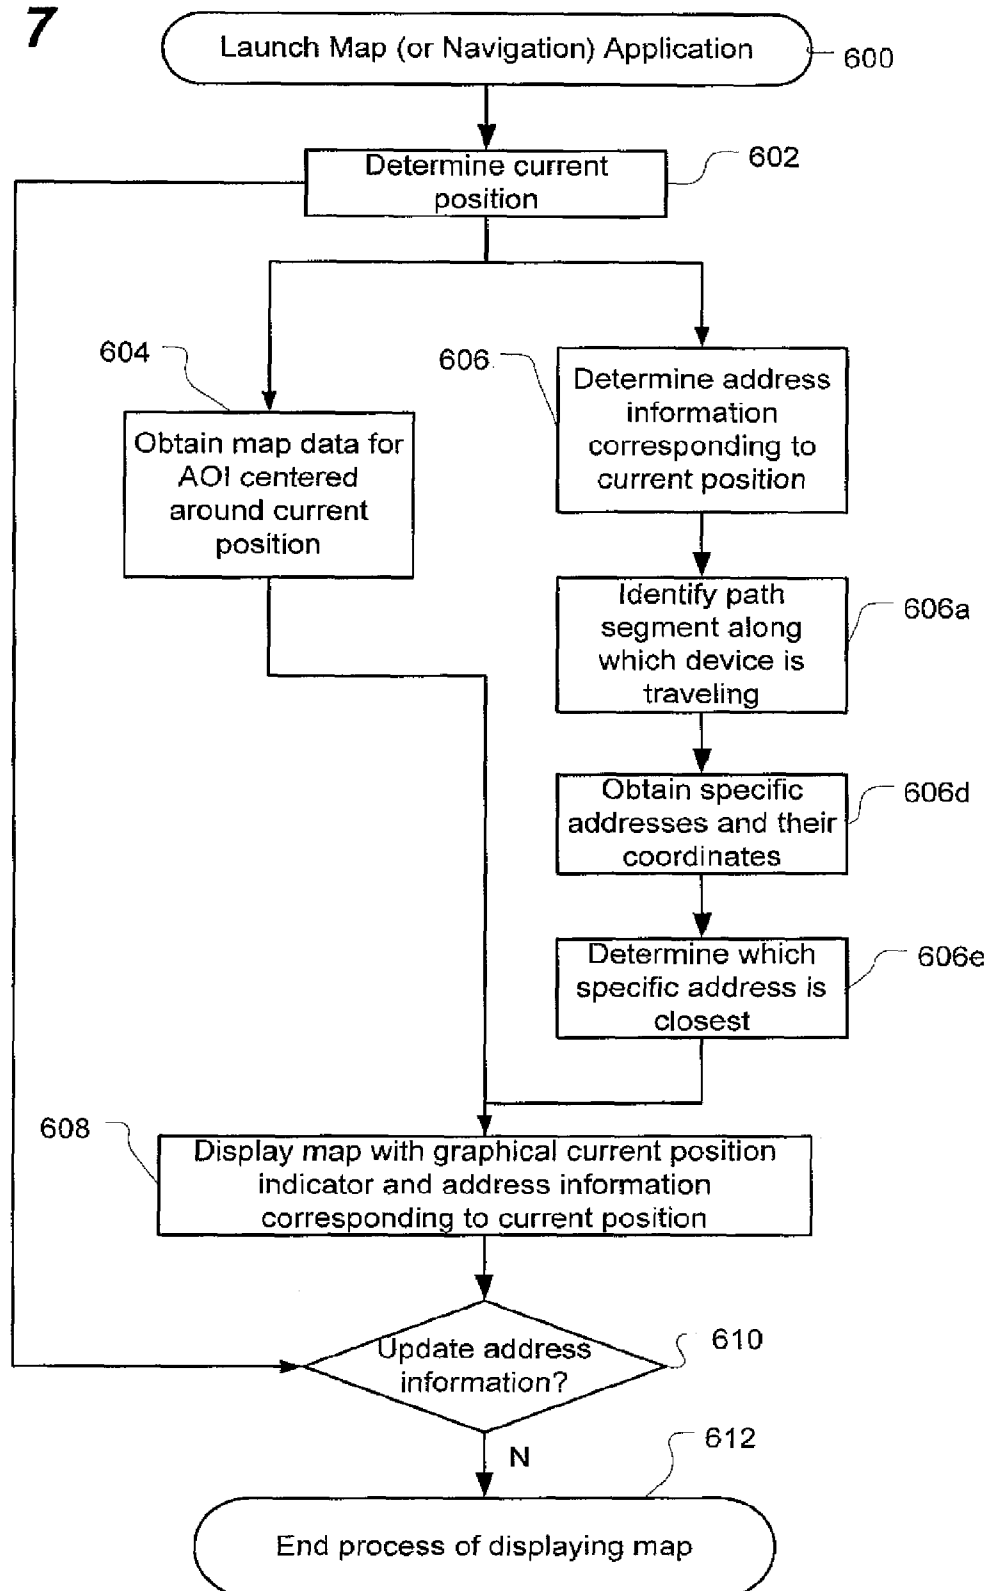 7
Launch Map (or Navigation) Application
600
Determine current
position
602
604
Obtain map data for
AOI centered
around current
position
606
Determine address
information
corresponding to
current position
Identify path
segment along
which device is
traveling
606a
Obtain specific
addresses and their
coordinates
606d
Determine which
specific address is
closest
606e
608
Display map with graphical current position
indicator and address information
corresponding to current position
Update address
information?
610
N
612
End process of displaying map